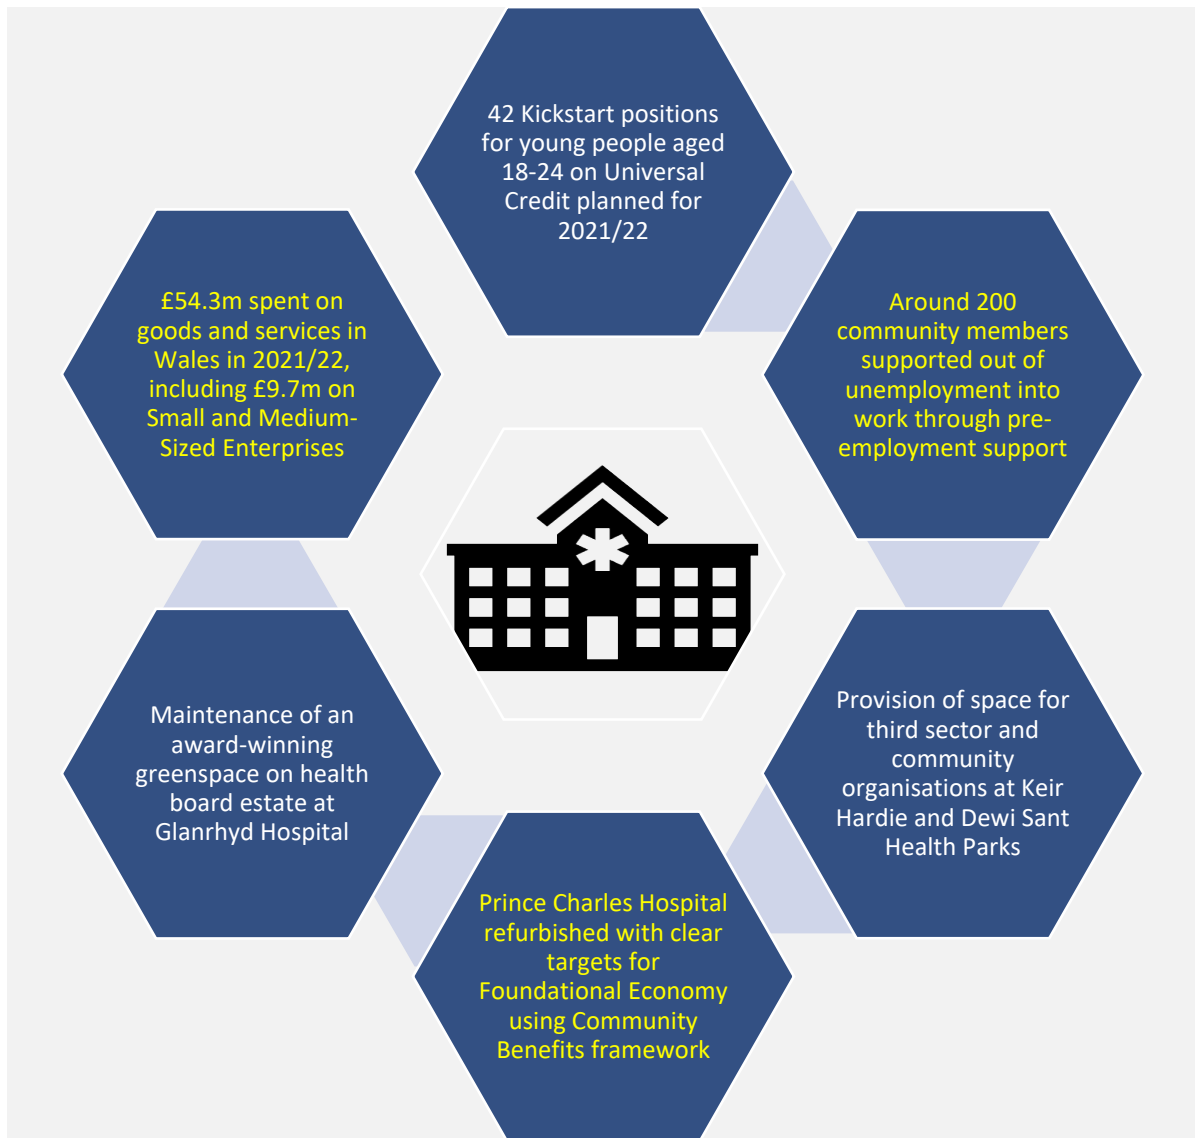 42 Kickstart positions
for young people aged
18-24 on Universal
Credit planned for
2021/22
Around 200
community members
supported out of
unemployment into
work through pre-
employment support
Provision of space for
third sector and
community
organisations at Keir
Hardie and Dewi Sant
Health Parks
Prince Charles Hospital
refurbished with clear
targets for
Foundational Economy
using Community
Benefits framework
Maintenance of an
award-winning
greenspace on health
board estate at
Glanrhyd Hospital
£54.3m spent on
goods and services in
Wales in 2021/22,
including £9.7m on
Small and Medium-
Sized Enterprises